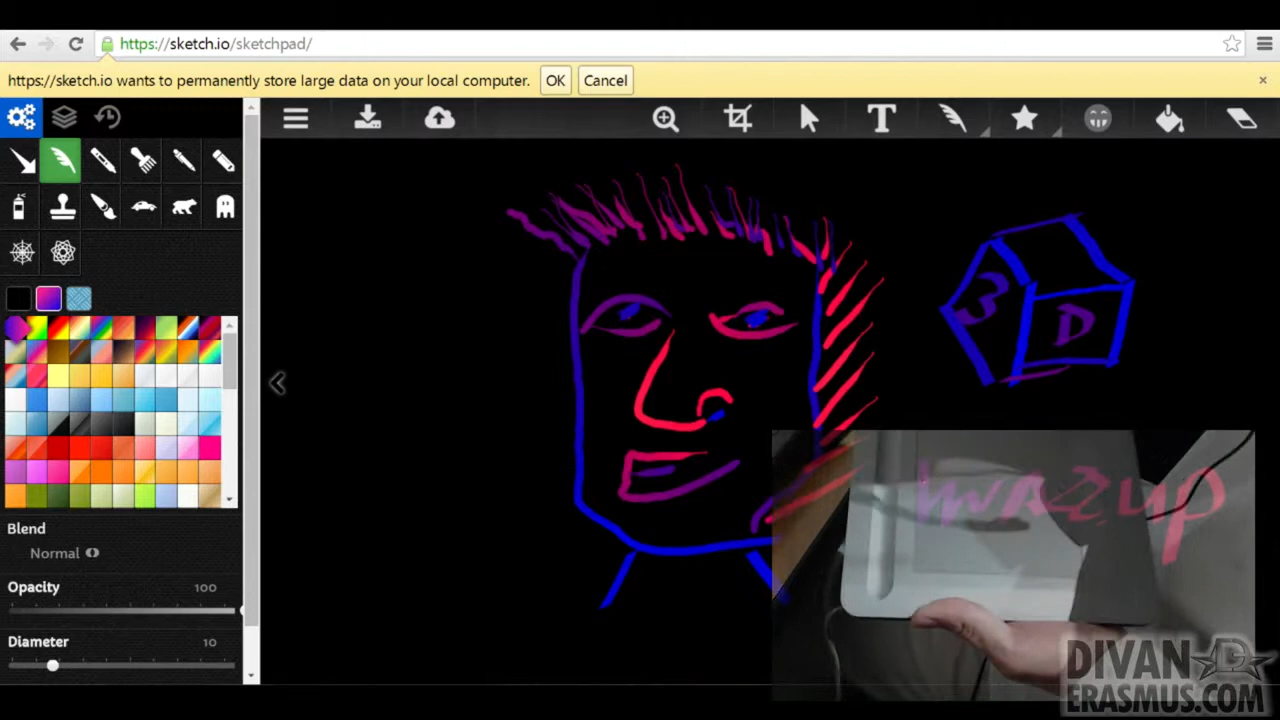 https://sketch.io/sketchpad/
https://sketch.io wants to permanently store large data on your local computer.
OK
Cancel
T
3
D
wazup
Blend
Normal
Opacity
100
Diameter
10
DIVAN
ERASMUS.COM